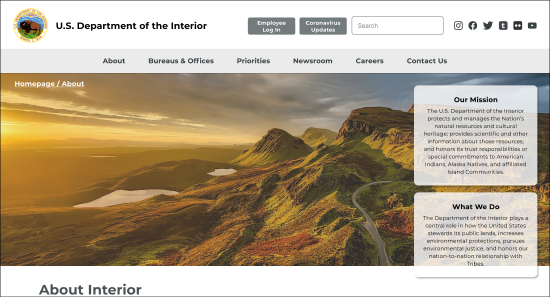 U.S. Department of the Interior
Employee
Log In
Coronavirus
Updates
Search
About
Bureaus & Offices
Priorities
Newsroom
Careers
Contact Us
Homepage / About
Our Mission
The U.S. Department of the Interior
protects and manages the Nation's
natural resources and cultural
heritage; provides scientific and other
information about those resources;
and honors its trust responsibilities or
special commitments to American
Indians, Alaska Natives, and affiliated
Island Communities.
What We Do
The Department of the Interior plays a
central role in how the United States
stewards its public lands, increases
environmental protections, pursues
environmental justice, and honors our
nation-to-nation relationship with
Tribes.
About Interior